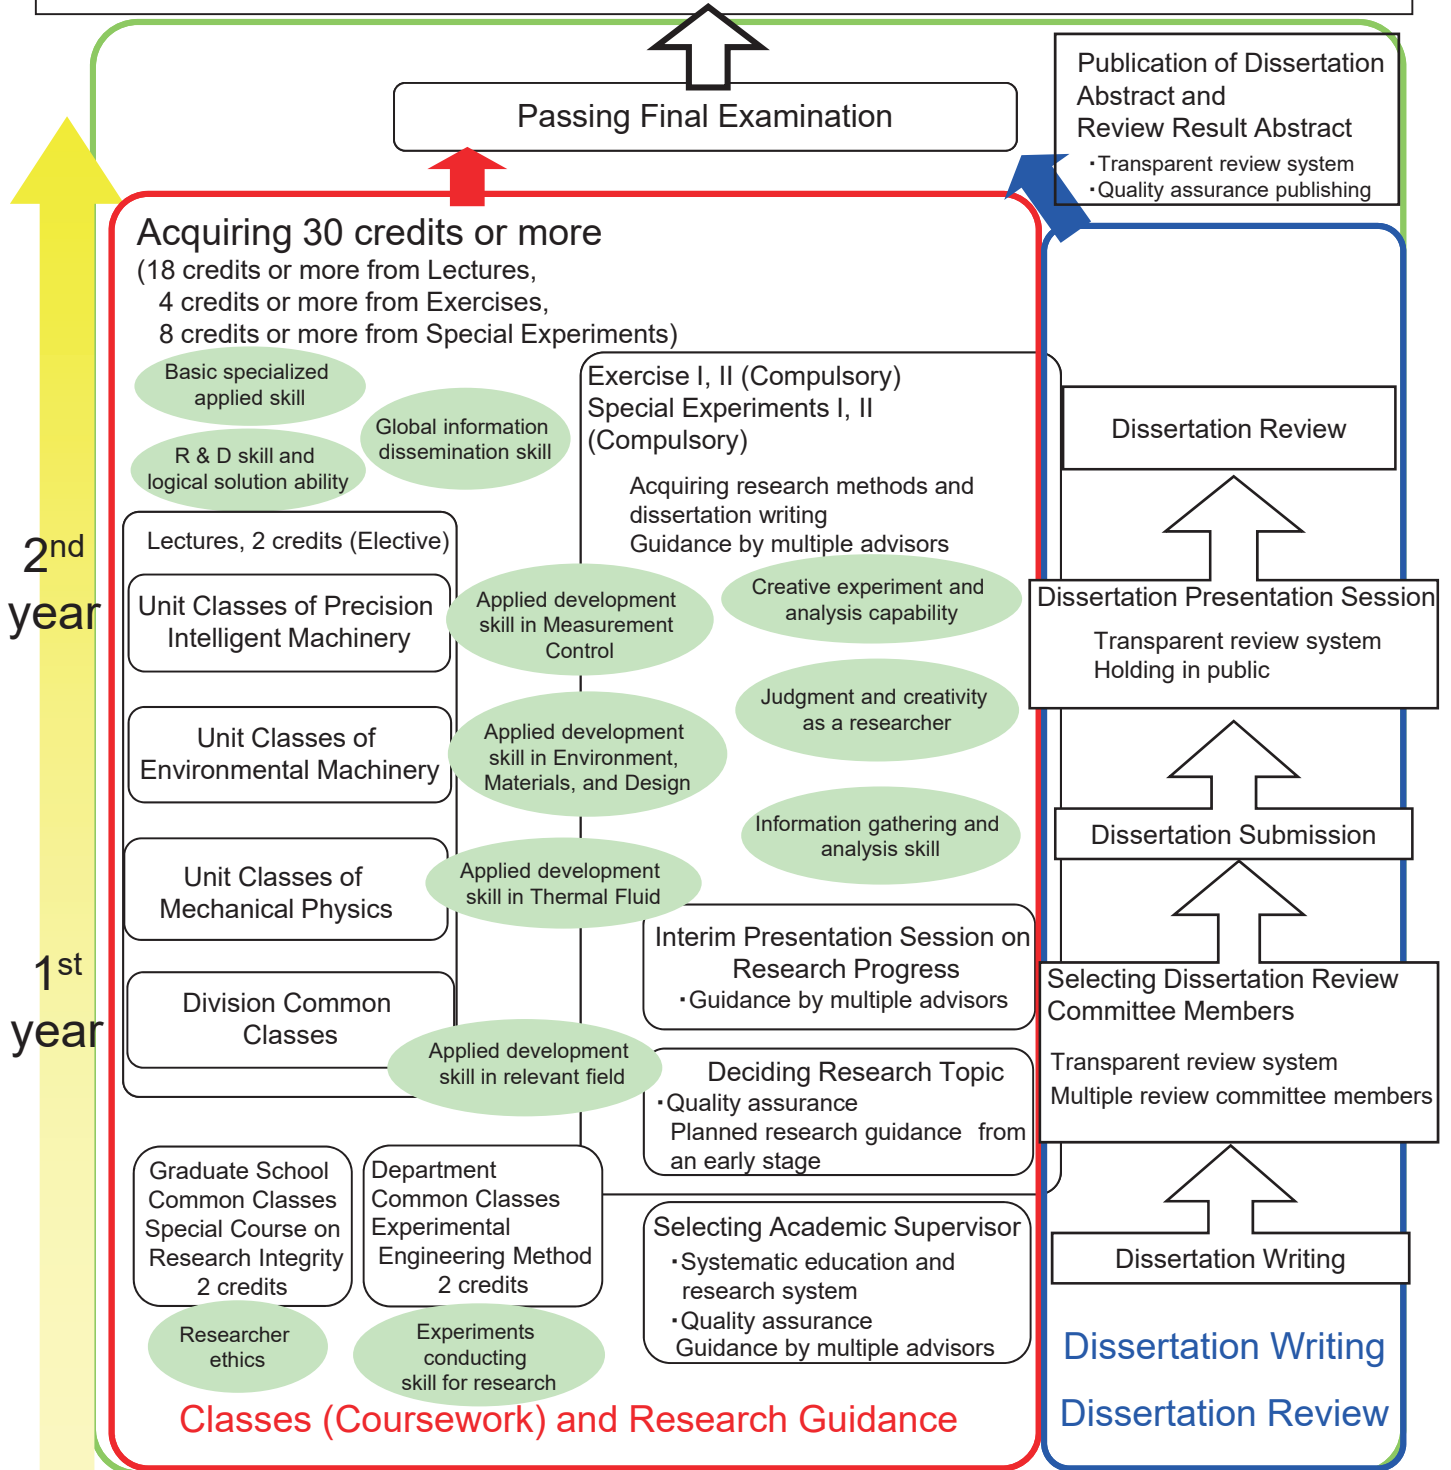 Passing Final Examination
Publication of Dissertation
Abstract and
Review Result Abstract
・Transparent review system
・Quality assurance publishing
Acquiring 30 credits or more
(18 credits or more from Lectures,
4 credits or more from Exercises,
8 credits or more from Special Experiments)
Basic specialized
applied skill
Global information
dissemination skill
R & D skill and
logical solution ability
Exercise I, II (Compulsory)
Special Experiments I, II
(Compulsory)
Acquiring research methods and
dissertation writing
Guidance by multiple advisors
2nd
year
Lectures, 2 credits (Elective)
Unit Classes of Precision
Intelligent Machinery
Applied development
skill in Measurement
Control
Creative experiment and
analysis capability
Unit Classes of
Environmental Machinery
Applied development
skill in Environment,
Materials, and Design
Judgment and creativity
as a researcher
Unit Classes of
Mechanical Physics
Applied development
skill in Thermal Fluid
Information gathering and
analysis skill
1st
year
Division Common
Classes
Applied development
skill in relevant field
Interim Presentation Session on
Research Progress
・Guidance by multiple advisors
Deciding Research Topic
・Quality assurance
Planned research guidance from
an early stage
Graduate School
Common Classes
Special Course on
Research Integrity
2 credits
Researcher
ethics
Department
Common Classes
Experimental
Engineering Method
2 credits
Experiments
conducting
skill for research
Selecting Academic Supervisor
・Systematic education and
research system
・Quality assurance
Guidance by multiple advisors
Classes (Coursework) and Research Guidance
Dissertation Review
Dissertation Presentation Session
Transparent review system
Holding in public
Dissertation Submission
Selecting Dissertation Review
Committee Members
Transparent review system
Multiple review committee members
Dissertation Writing
Dissertation Writing
Dissertation Review